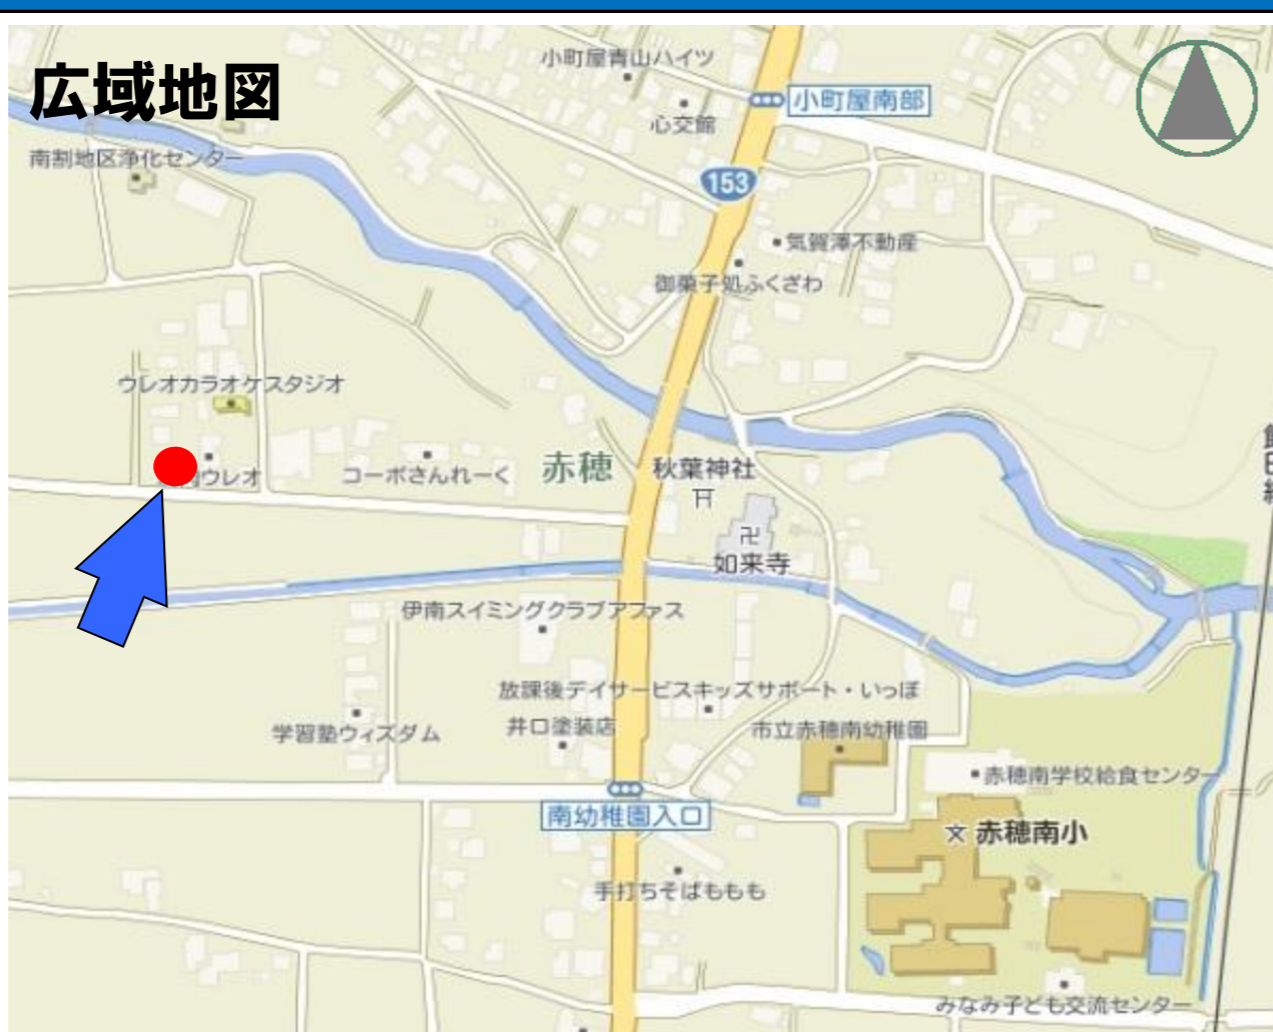 広域地図
小町屋青山ハイツ
心交館
小町屋南部
南割地区浄化センター
153
気賀澤不動産
御菓子処ふくざわ
ウレオカラオケスタジオ
ウレオ
コーポさんれーく
赤穂
秋葉神社
卍
如来寺
伊南スイミングクラブアファス
放課後デイサービスキッズサポート・いっぽ
学習塾ウィズダム
井口塗装店
市立赤穂南幼稚園
赤穂南学校給食センター
南幼稚園入口
文 赤穂南小
手打ちそばももも
みなみ子ども交流センター